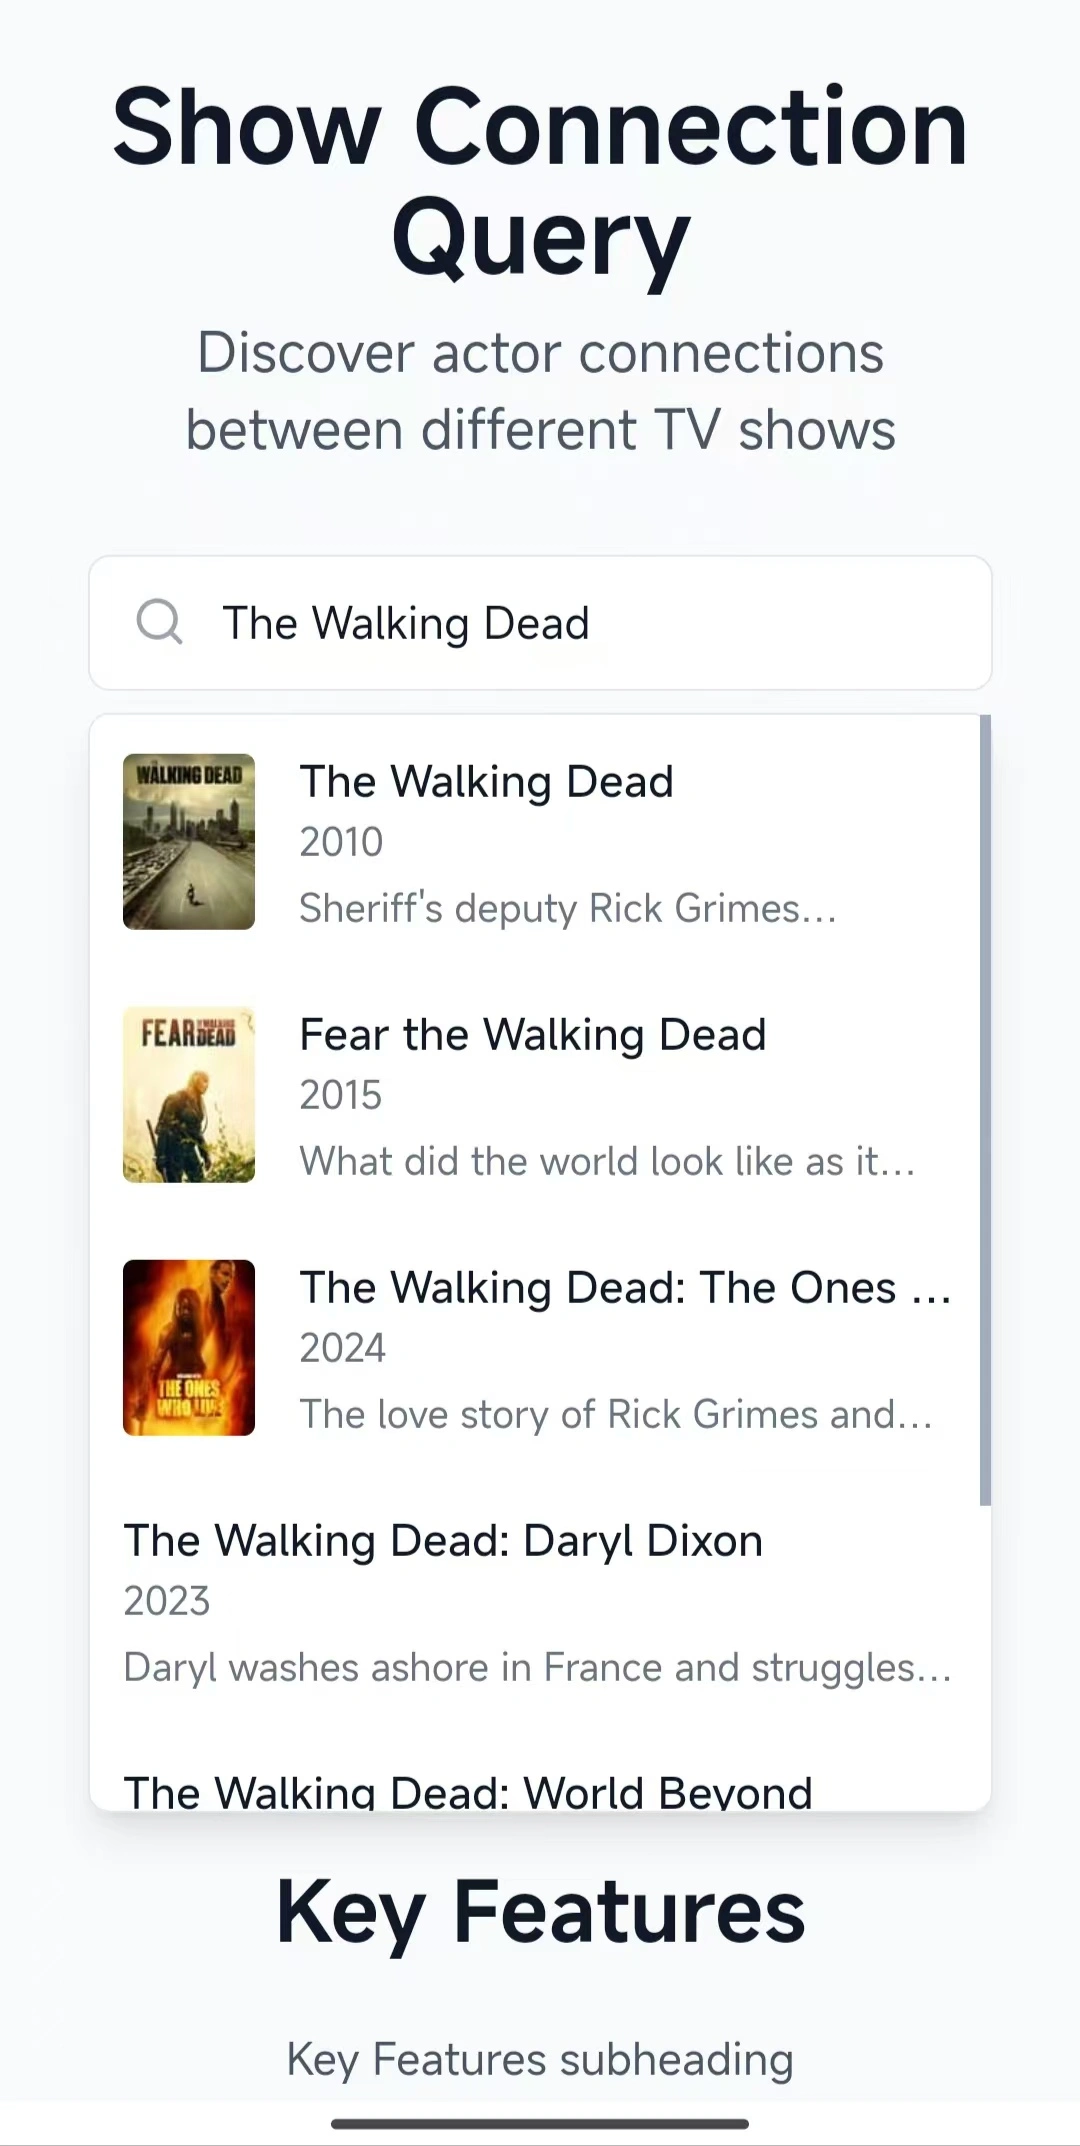 Show Connection
Query
Discover actor connections
between different TV shows
The Walking Dead
WALKING DEAD
The Walking Dead
2010
Sheriff's deputy Rick Grimes...
FEAR THE WALKING DEAD
Fear the Walking Dead
2015
What did the world look like as it...
THE ONES
WHO LIVE
The Walking Dead: The Ones ...
2024
The love story of Rick Grimes and...
The Walking Dead: Daryl Dixon
2023
Daryl washes ashore in France and struggles...
The Walking Dead: World Beyond
Key Features
Key Features subheading